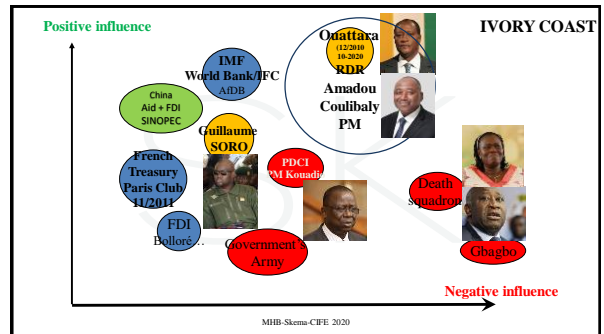 Positive influence
IVORY COAST
Ouattara
(12/2010
10-2020
RDR
Amadou
Coulibaly
PM
IMF
World Bank/IFC
AfDB
China
Aid + FDI
SINOPEC
Guillaume
SORO
French
Treasury
Paris Club
11/2011
PDCI
PM Kouadio
Death
squadron
FDI
Bolloré…
Government's
Army
Gbagbo
Negative influence
MHB-Skema-CIFE 2020